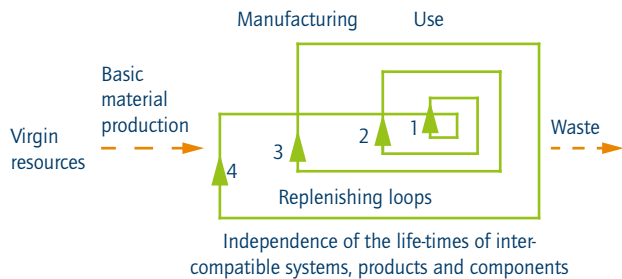 Manufacturing
Use
Basic
material
production
Virgin
resources
1
2
3
4
Waste
Replenishing loops
Independence of the life-times of inter-
compatible systems, products and components